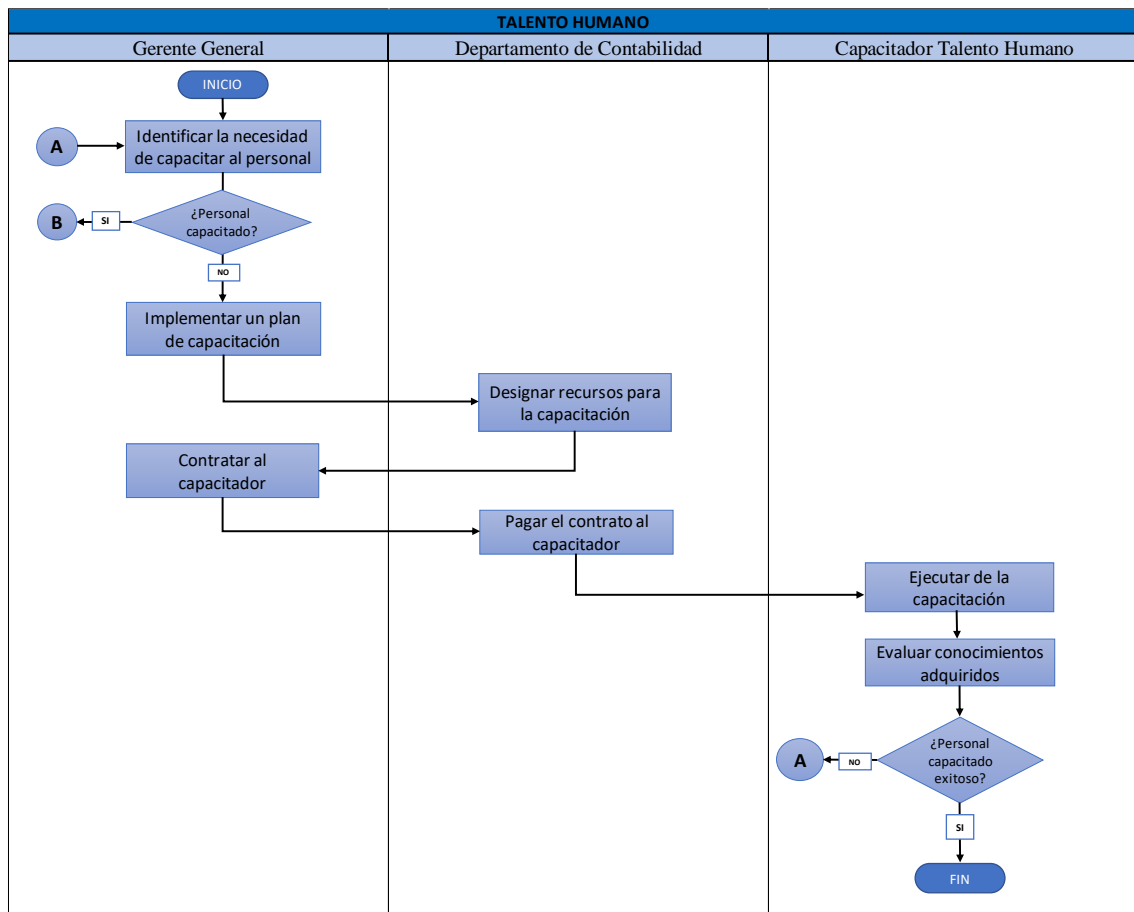 TALENTO HUMANO
Gerente General
Departamento de Contabilidad
Capacitador Talento Humano
INICIO
A
Identificar la necesidad
de capacitar al personal
B
SI
¿Personal
capacitado?
NO
Implementar un plan
de capacitación
Designar recursos para
la capacitación
Contratar al
capacitador
Pagar el contrato al
capacitador
Ejecutar de la
capacitación
Evaluar conocimientos
adquiridos
A
NO
¿Personal
capacitado
exitoso?
SI
FIN